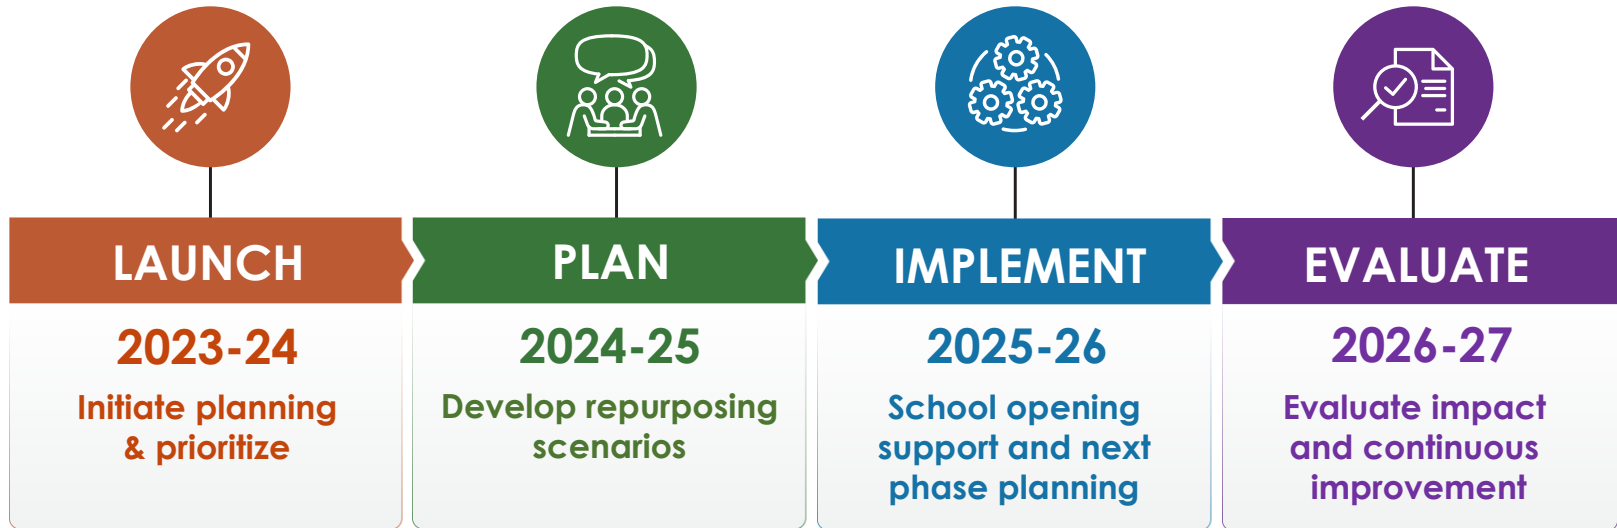 LAUNCH
2023-24
Initiate planning
& prioritize
PLAN
2024-25
Develop repurposing
scenarios
IMPLEMENT
2025-26
School opening
support and next
phase planning
EVALUATE
2026-27
Evaluate impact
and continuous
improvement